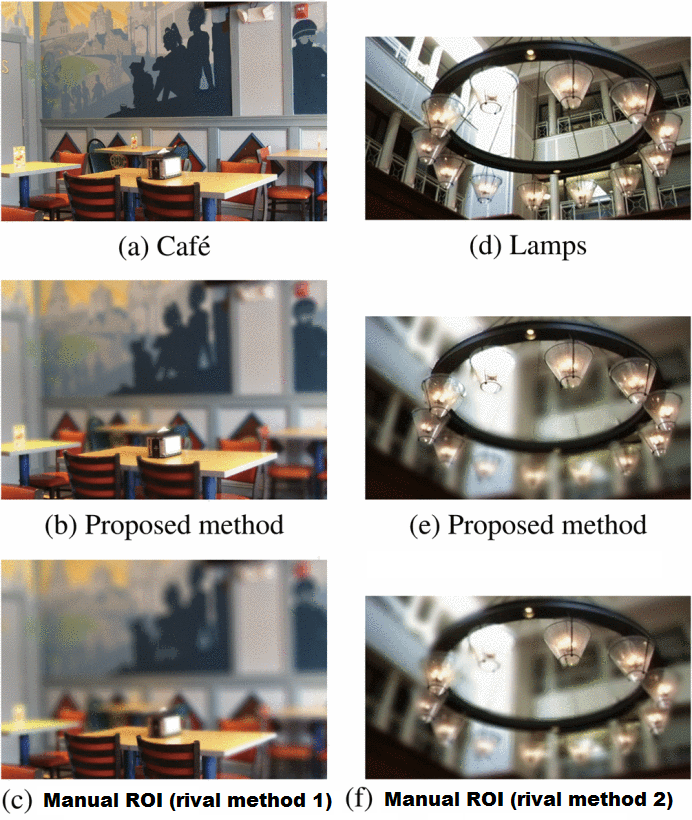 (a) Café
(d) Lamps
(b) Proposed method
(e) Proposed method
(c) Manual ROI (rival method 1)
(f) Manual ROI (rival method 2)